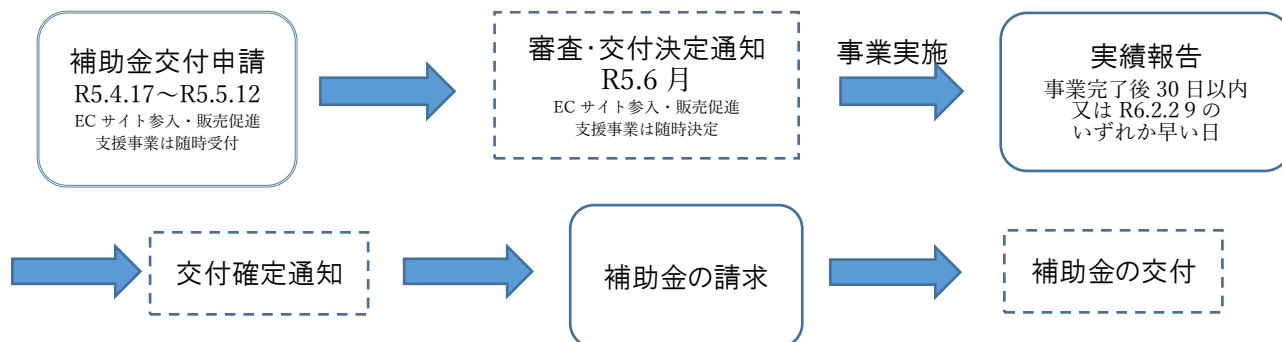 補助金交付申請
R5.4.17～R5.5.12
EC サイト参入・販売促進
支援事業は随時受付
審査・交付決定通知
R5.6 月
EC サイト参入・販売促進
支援事業は随時決定
事業実施
実績報告
事業完了後 30 日以内
又は R6.2.2９の
いずれか早い日
交付確定通知
補助金の請求
補助金の交付